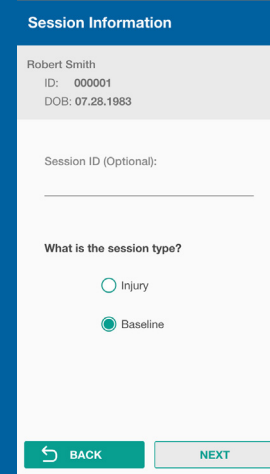 Session Information
Robert Smith
ID: 000001
DOB: 07.28.1983
Session ID (Optional):
What is the session type?
Injury
Baseline
BACK NEXT